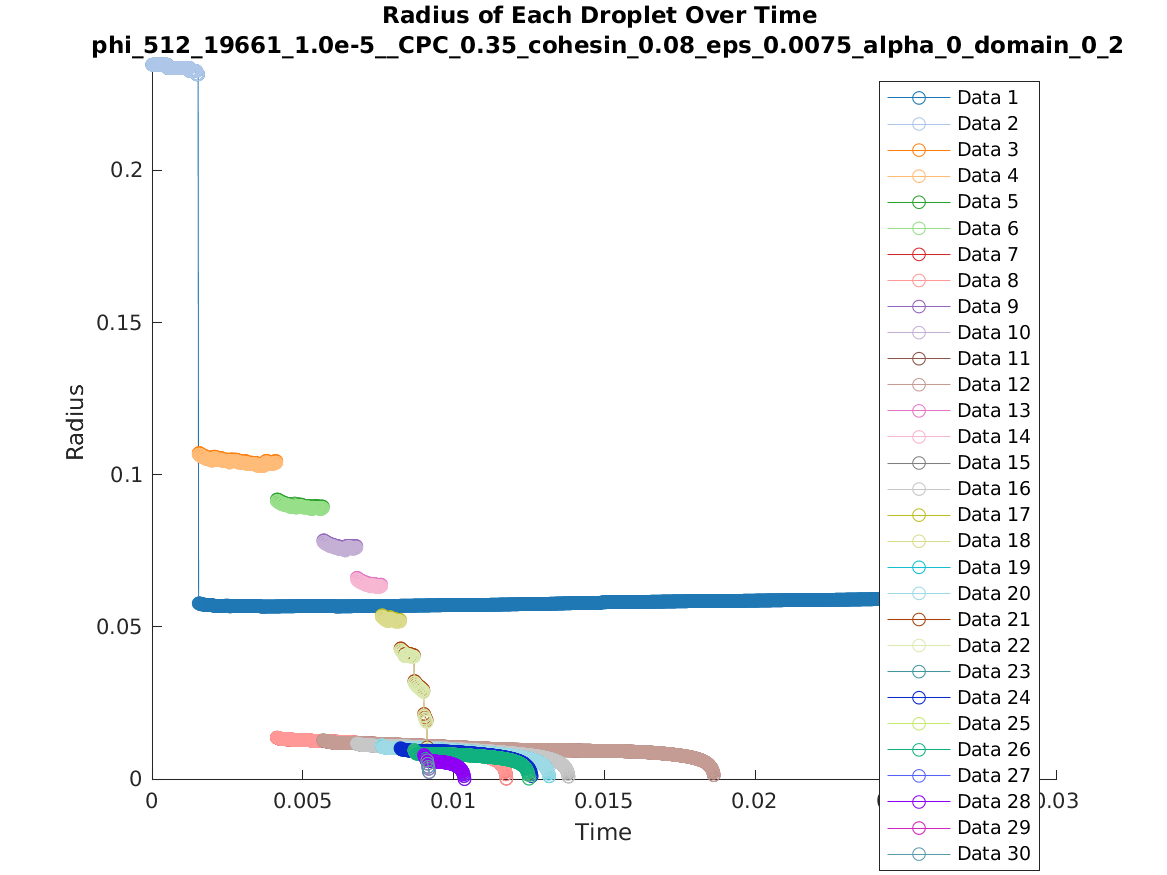 Radius of Each Droplet Over Time
phi_512_19661_1.0e-5__CPC_0.35_cohesin_0.08_eps_0.0075_alpha_0_domain_0_2
Radius
0.2
0.15
0.1
0.05
0
0
0.005
0.01
0.015
0.02
0.03
Time
Data 1
Data 2
Data 3
Data 4
Data 5
Data 6
Data 7
Data 8
Data 9
Data 10
Data 11
Data 12
Data 13
Data 14
Data 15
Data 16
Data 17
Data 18
Data 19
Data 20
Data 21
Data 22
Data 23
Data 24
Data 25
Data 26
Data 27
Data 28
Data 29
Data 30